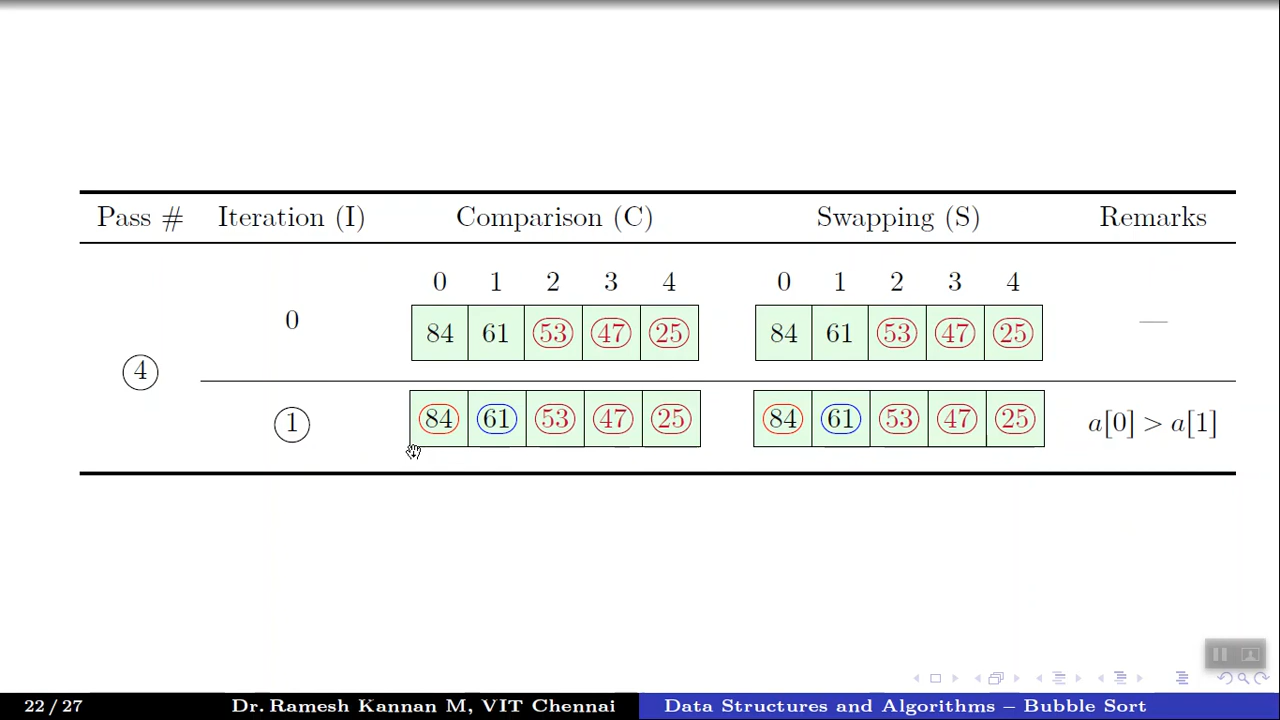 Pass # Iteration (I) Comparison (C) Swapping (S) Remarks
0 1 2 3 4 0 1 2 3 4
0 84 61 53 47 25 84 61 53 47 25 —
4
1 84 61 53 47 25 84 61 53 47 25 a[0] > a[1]
22 / 27 Dr. Ramesh Kannan M, VIT Chennai Data Structures and Algorithms – Bubble Sort